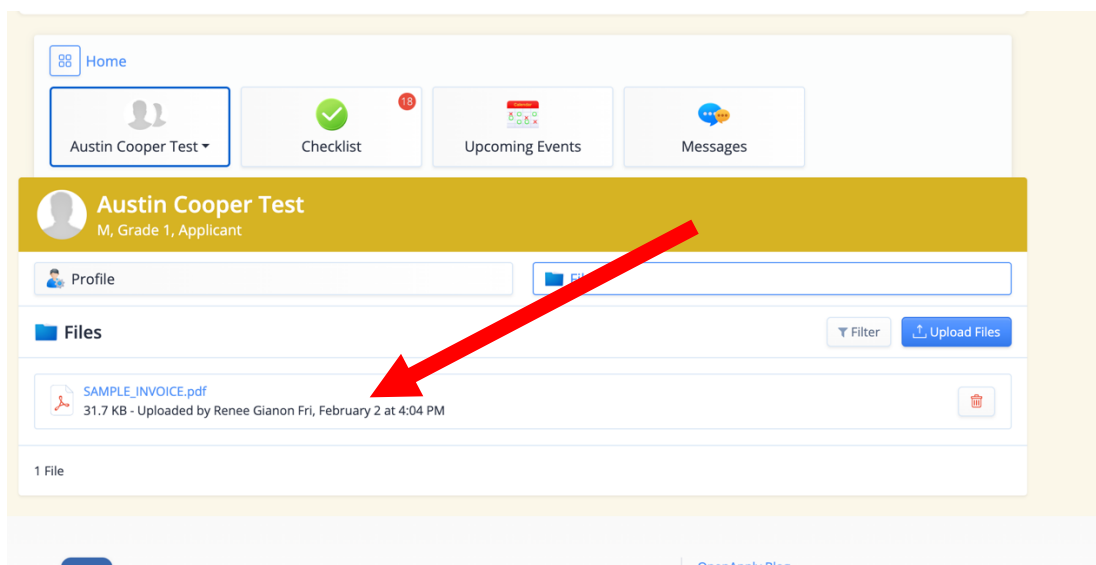 Home
Austin Cooper Test
Checklist
18
Upcoming Events
Messages
Austin Cooper Test
M, Grade 1, Applicant
Profile
Files
Filter
Upload Files
SAMPLE_INVOICE.pdf
31.7 KB - Uploaded by Renee Gianon Fri, February 2 at 4:04 PM
1 File